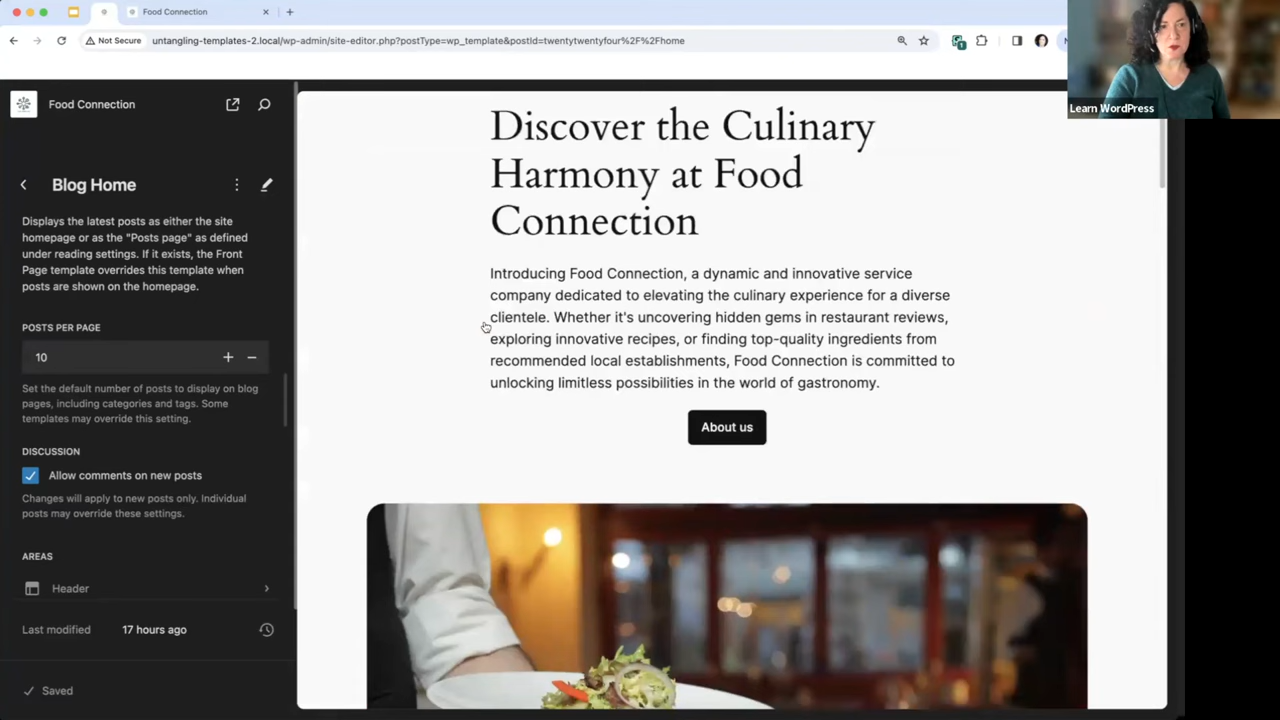 Food Connection
Not Secure
untangling-templates-2.local/wp-admin/site-editor.php?postType=wp_template&postId=twentytwentyfour%2F%2Fhome
1
Learn WordPress
Food Connection
Blog Home
Displays the latest posts as either the site
homepage or as the "Posts page" as defined
under reading settings. If it exists, the Front
Page template overrides this template when
posts are shown on the homepage.
POSTS PER PAGE
10
Set the default number of posts to display on blog
pages, including categories and tags. Some
templates may override this setting.
DISCUSSION
Allow comments on new posts
Changes will apply to new posts only. Individual
posts may override these settings.
AREAS
Header
Last modified 17 hours ago
Saved
Discover the Culinary
Harmony at Food
Connection
Introducing Food Connection, a dynamic and innovative service
company dedicated to elevating the culinary experience for a diverse
clientele. Whether it's uncovering hidden gems in restaurant reviews,
exploring innovative recipes, or finding top-quality ingredients from
recommended local establishments, Food Connection is committed to
unlocking limitless possibilities in the world of gastronomy.
About us